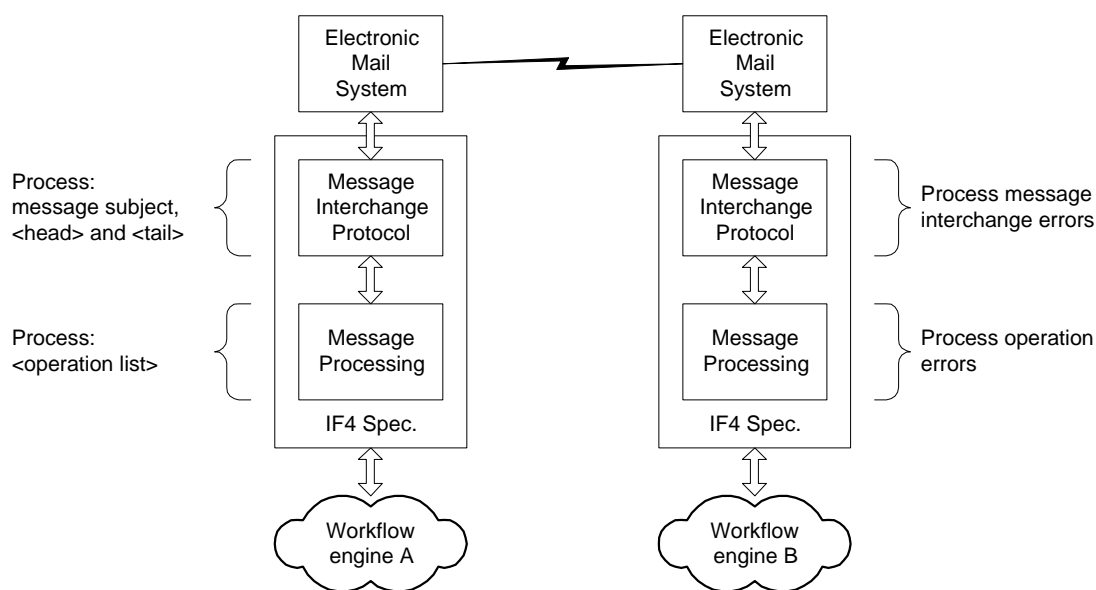 Electronic
Mail
System
Electronic
Mail
System
Process:
message subject,
<head> and <tail>
Message
Interchange
Protocol
Message
Interchange
Protocol
Process message
interchange errors
Process:
<operation list>
Message
Processing
Message
Processing
Process operation
errors
IF4 Spec.
IF4 Spec.
Workflow
engine A
Workflow
engine B